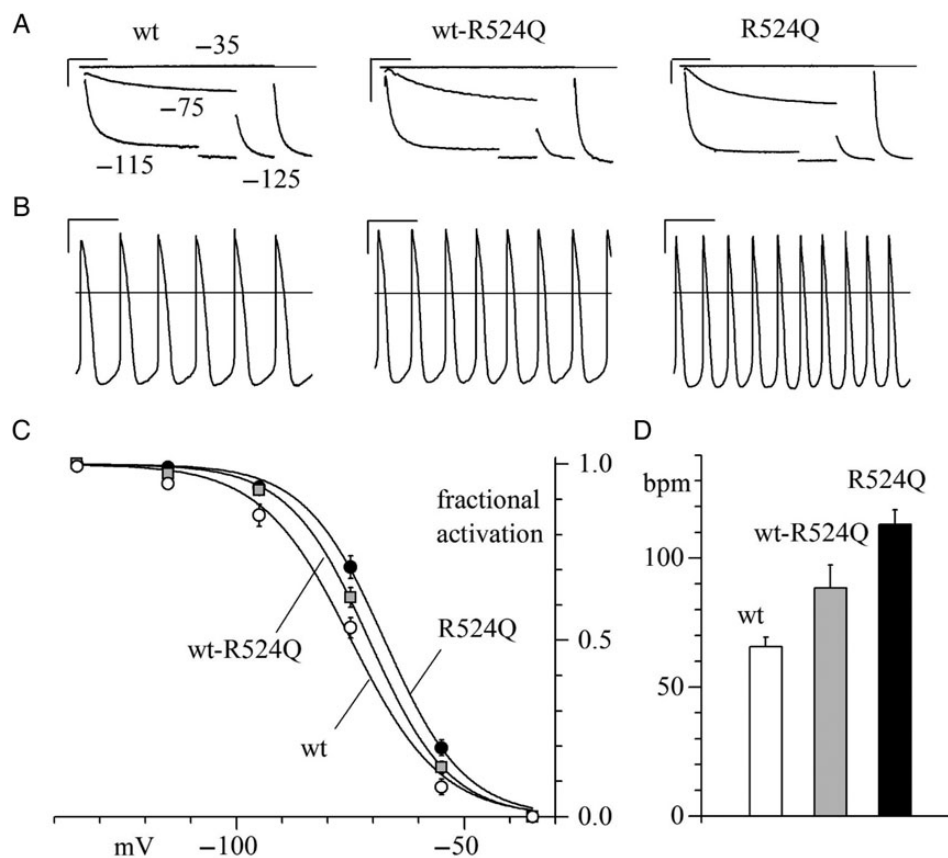 A
wt
wt-R524Q
R524Q
−35
−75
−115
−125
B
C
D
1.0
fractional
activation
0.5
0.0
wt-R524Q
wt
R524Q
mV
−100
−50
bpm
100
50
0
wt
wt-R524Q
R524Q